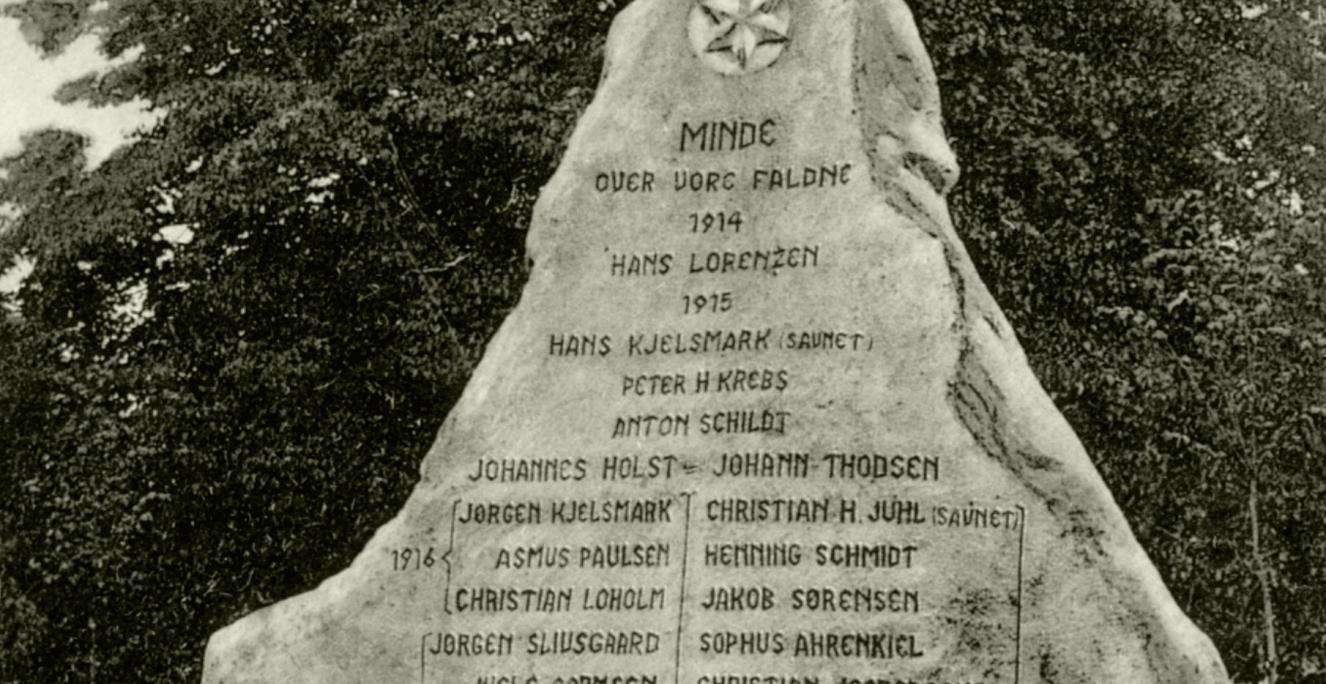 MINDE
OVER VORE FALDNE
1914
HANS LORENZEN
1915
HANS KJELSMARK (SAVNET)
PETER H KREBS
ANTON SCHILDT
JOHANNES HOLST = JOHANN THODSEN
JØRGEN KJELSMARK CHRISTIAN H. JUHL (SAVNET)
1916 ASMUS PAULSEN HENNING SCHMIDT
CHRISTIAN LOHOLM JAKOB SØRENSEN
JØRGEN SLIUSGAARD SOPHUS AHRENKIEL
CHRISTIAN